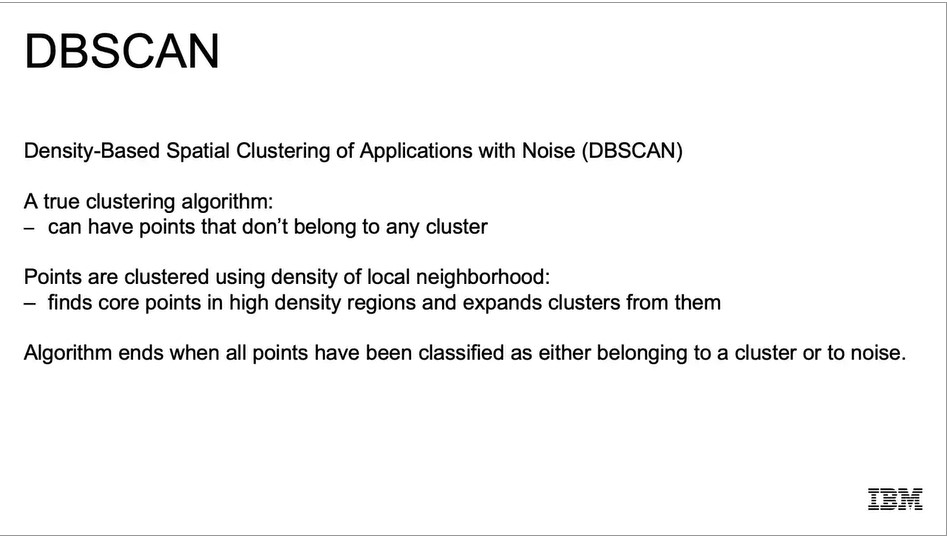 DBSCAN
Density-Based Spatial Clustering of Applications with Noise (DBSCAN)
A true clustering algorithm:
– can have points that don’t belong to any cluster
Points are clustered using density of local neighborhood:
– finds core points in high density regions and expands clusters from them
Algorithm ends when all points have been classified as either belonging to a cluster or to noise.
IBM